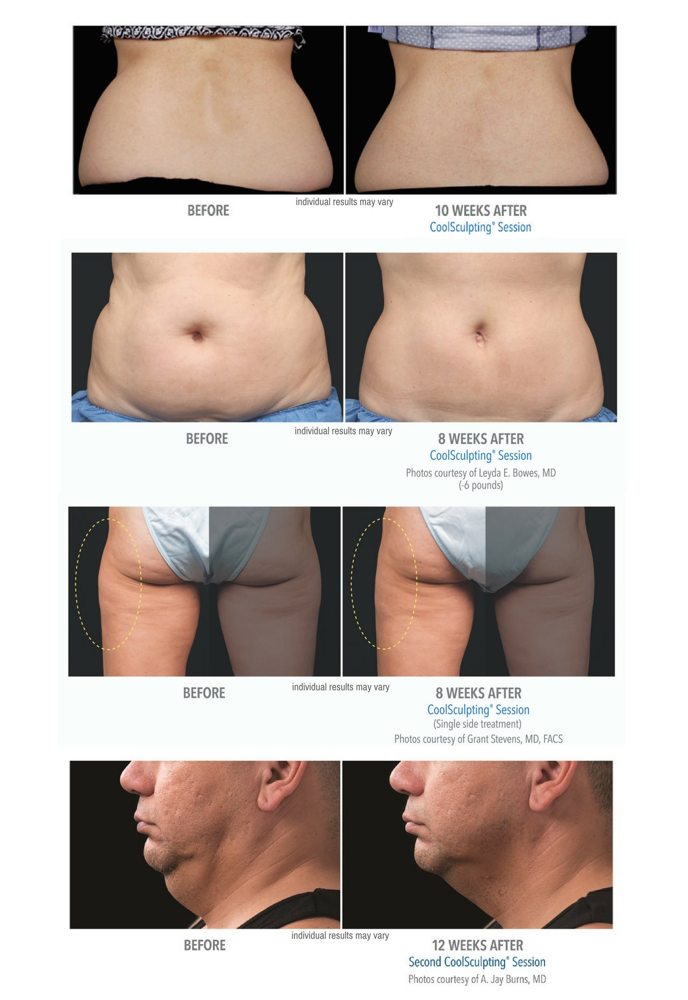 individual results may vary
BEFORE
10 WEEKS AFTER
CoolSculpting® Session
individual results may vary
BEFORE
8 WEEKS AFTER
CoolSculpting® Session
Photos courtesy of Leyda E. Bowes, MD
(-6 pounds)
individual results may vary
BEFORE
8 WEEKS AFTER
CoolSculpting® Session
(Single side treatment)
Photos courtesy of Grant Stevens, MD, FACS
individual results may vary
BEFORE
12 WEEKS AFTER
Second CoolSculpting® Session
Photos courtesy of A. Jay Burns, MD